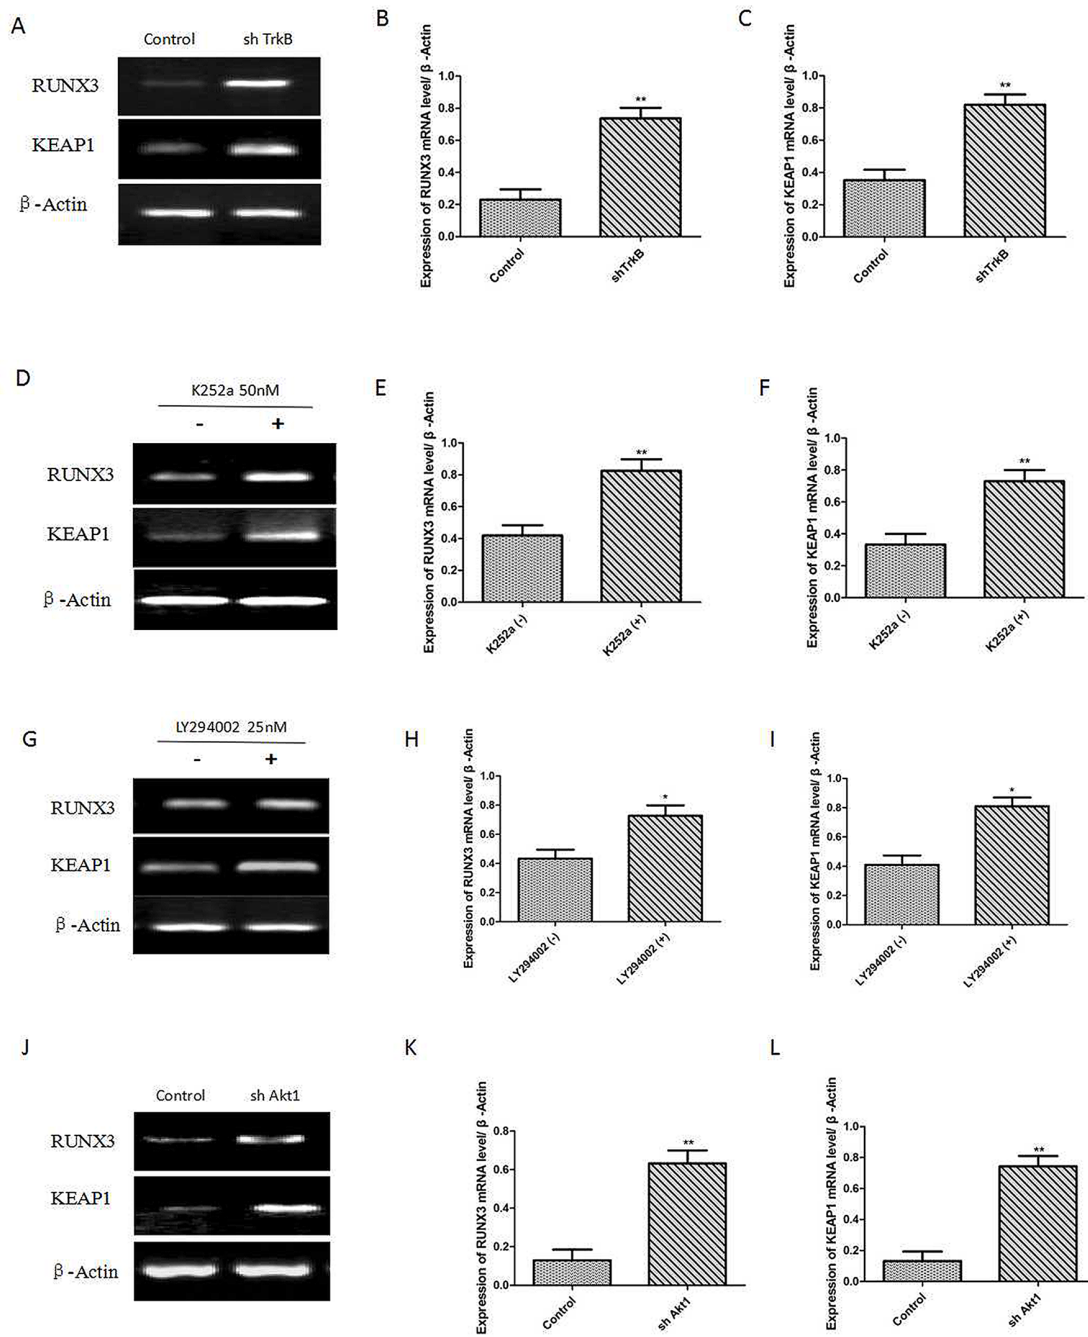 A
Control
sh TrkB
RUNX3
KEAP1
β-Actin
B
Expression of RUNX3 mRNA level/ β-Actin
1.0
0.8
0.6
0.4
0.2
0.0
**
Control
shTrkB
C
Expression of KEAP1 mRNA level/ β-Actin
1.0
0.8
0.6
0.4
0.2
0.0
**
Control
shTrkB
D
K252a 50nM
- +
RUNX3
KEAP1
β-Actin
E
Expression of RUNX3 mRNA level/ β-Actin
1.0
0.8
0.6
0.4
0.2
0.0
**
K252a (-)
K252a (+)
F
Expression of KEAP1 mRNA level/ β-Actin
1.0
0.8
0.6
0.4
0.2
0.0
**
K252a (-)
K252a (+)
G
LY294002 25nM
- +
RUNX3
KEAP1
β-Actin
H
Expression of RUNX3 mRNA level/ β-Actin
1.0
0.8
0.6
0.4
0.2
0.0
*
LY294002 (-)
LY294002 (+)
I
Expression of KEAP1 mRNA level/ β-Actin
1.0
0.8
0.6
0.4
0.2
0.0
*
LY294002 (-)
LY294002 (+)
J
Control
sh Akt1
RUNX3
KEAP1
β-Actin
K
Expression of RUNX3 mRNA level/ β-Actin
0.8
0.6
0.4
0.2
0.0
**
Control
sh Akt1
L
Expression of KEAP1 mRNA level/ β-Actin
1.0
0.8
0.6
0.4
0.2
0.0
**
Control
sh Akt1